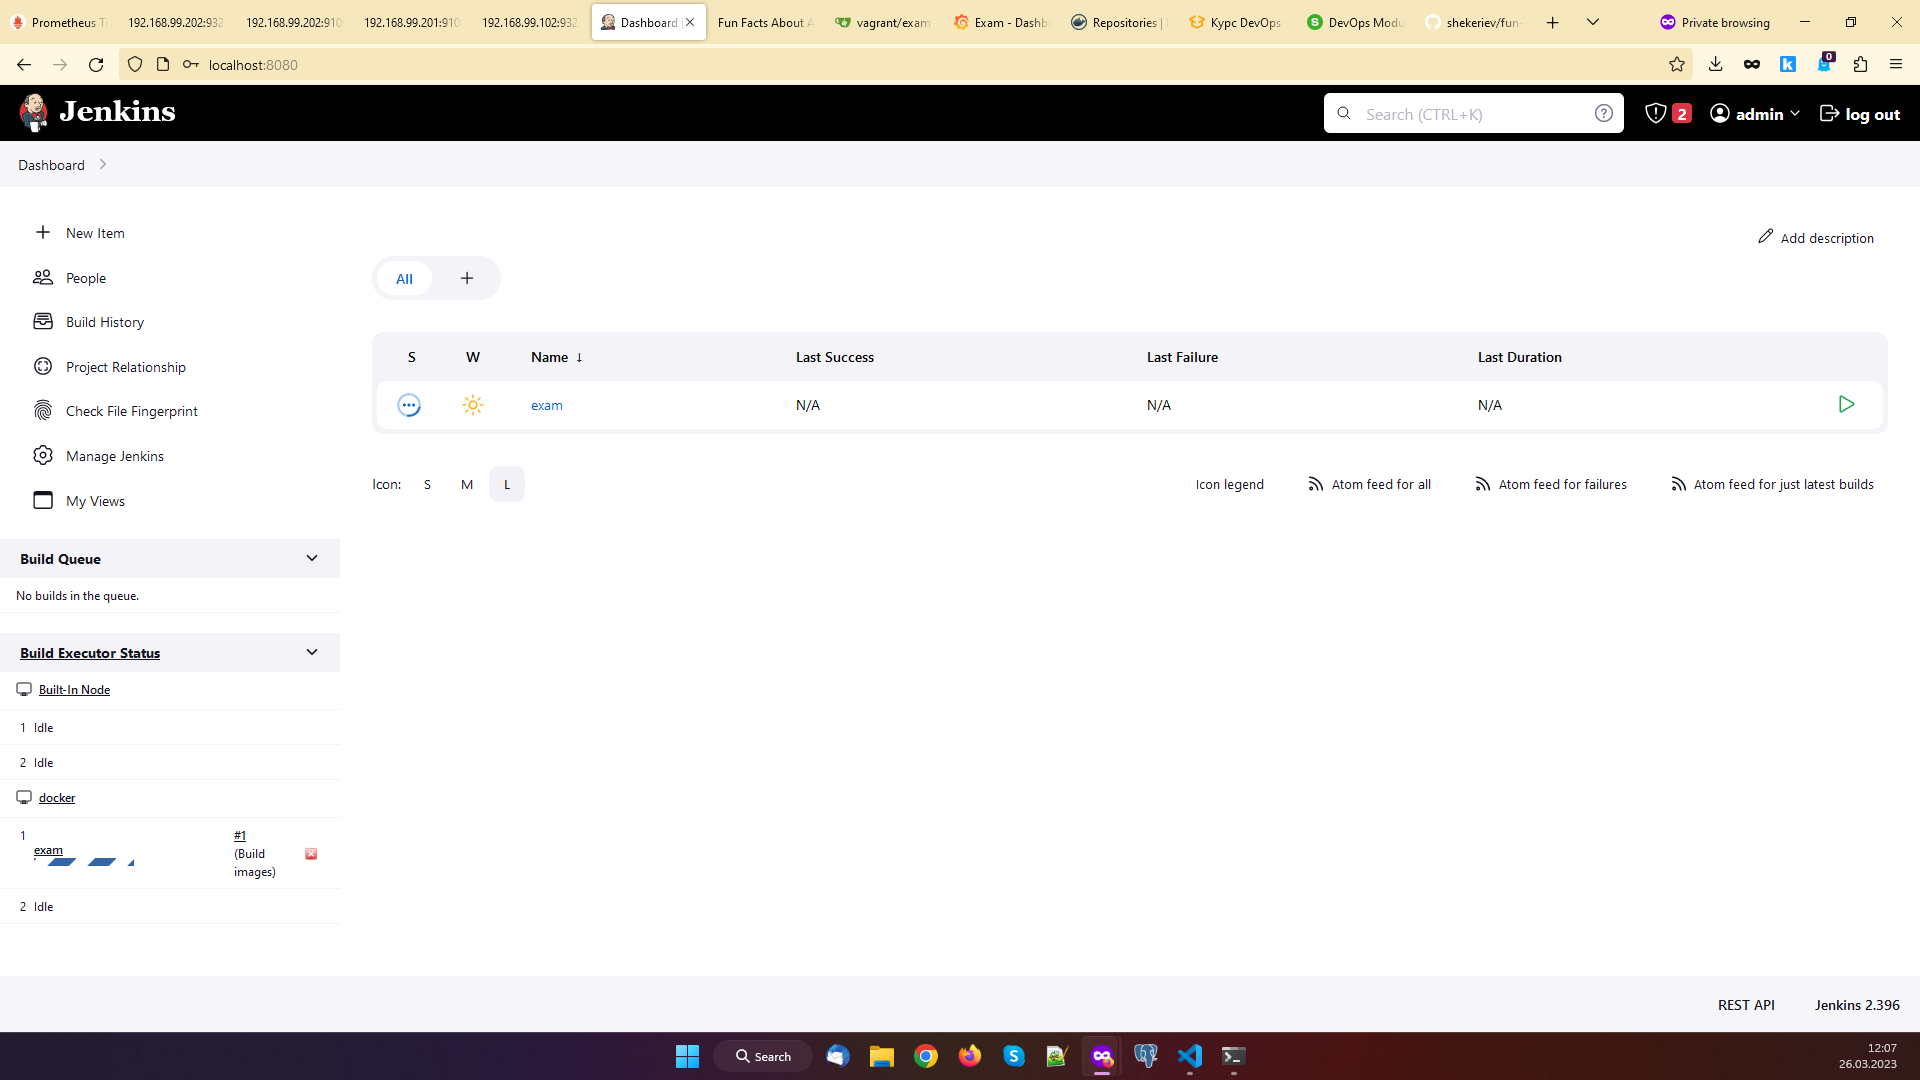 Prometheus Ti
192.168.99.202:932
192.168.99.202:910
192.168.99.201:910
192.168.99.102:932
Dashboard
Fun Facts About A
vagrant/exam
Exam - Dashb
Repositories |
Курс DevOps
DevOps Modu
shekeriev/fun-
Private browsing
localhost:8080
0
Jenkins
Search (CTRL+K)
2
admin
log out
Dashboard
New Item
People
Build History
Project Relationship
Check File Fingerprint
Manage Jenkins
My Views
Add description
All
S W Name ↓ Last Success Last Failure Last Duration
exam N/A N/A N/A
Icon: S M L
Icon legend
Atom feed for all
Atom feed for failures
Atom feed for just latest builds
Build Queue
No builds in the queue.
Build Executor Status
Built-In Node
1 Idle
2 Idle
docker
1
exam
#1
(Build
images)
2 Idle
REST API
Jenkins 2.396
Search
12:07
26.03.2023